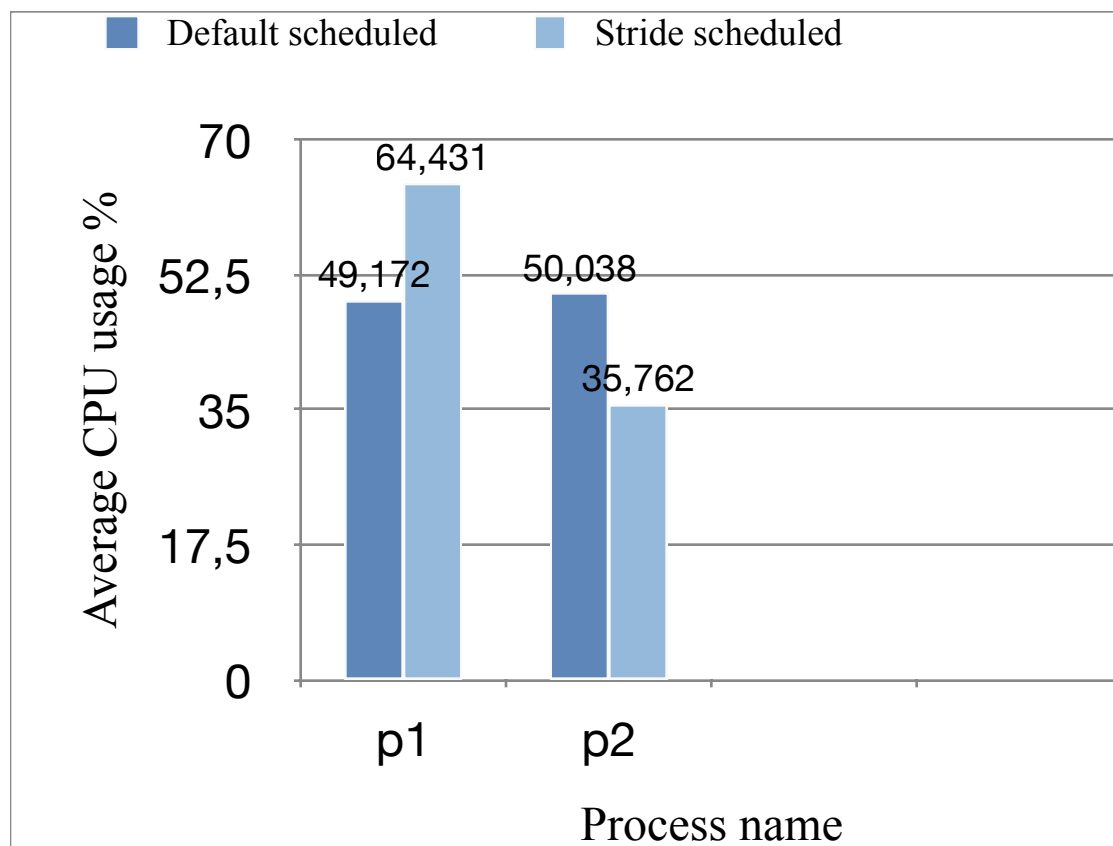 Default scheduled
Stride scheduled
70
64,431
52,5
49,172
50,038
35,762
35
17,5
0
p1
p2
Average CPU usage %
Process name